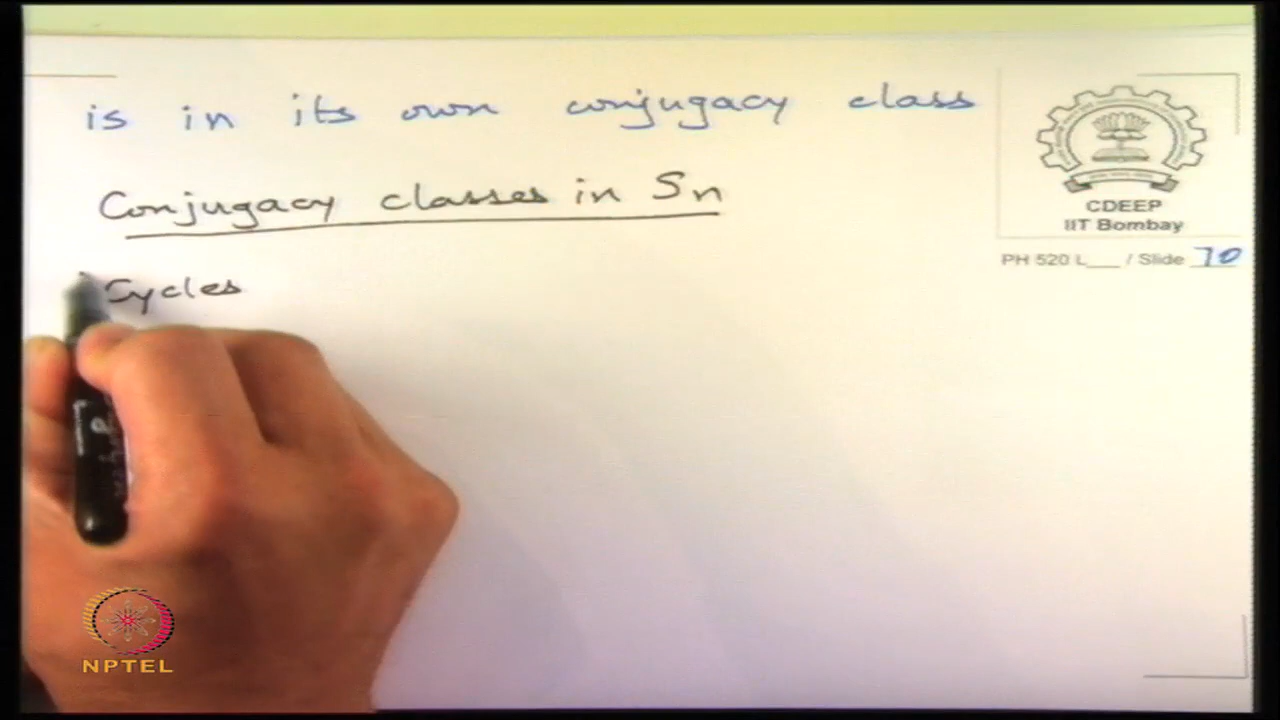 is in its own conjugacy class
Conjugacy classes in Sn
CDEEP
IIT Bombay
PH 520 L___ / Slide 70
Cycles
NPTEL